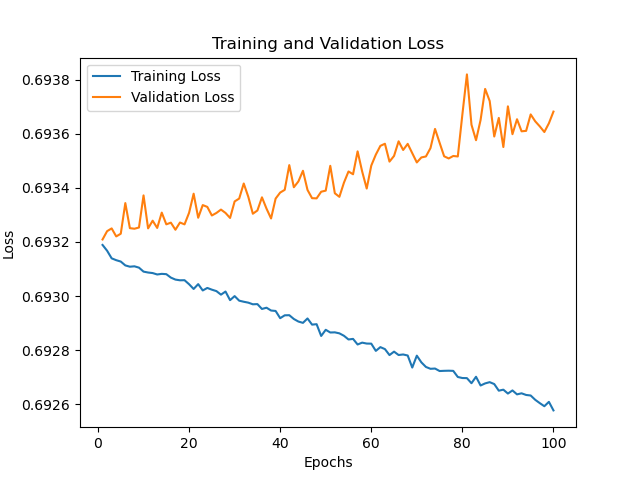 Training and Validation Loss
Training Loss
Validation Loss
0.6938
0.6936
0.6934
0.6932
0.6930
0.6928
0.6926
Loss
0 20 40 60 80 100
Epochs